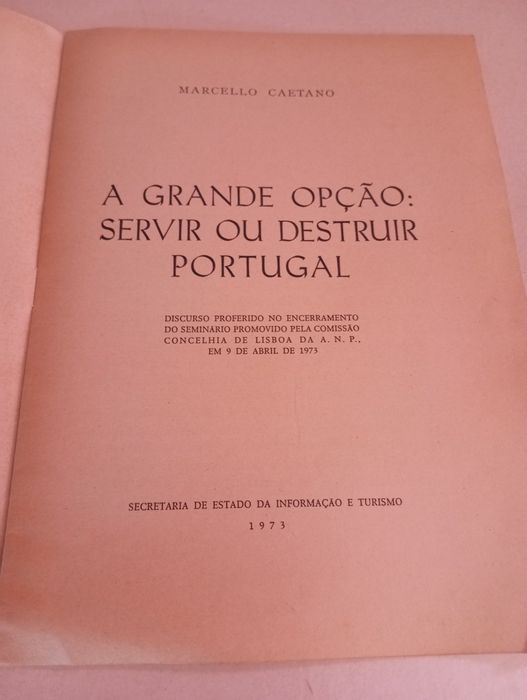 MARCELLO CAETANO
A GRANDE OPÇÃO:
SERVIR OU DESTRUIR
PORTUGAL
DISCURSO PROFERIDO NO ENCERRAMENTO
DO SEMINÁRIO PROMOVIDO PELA COMISSÃO
CONCELHIA DE LISBOA DA A. N. P.,
EM 9 DE ABRIL DE 1973
SECRETARIA DE ESTADO DA INFORMAÇÃO E TURISMO
1973